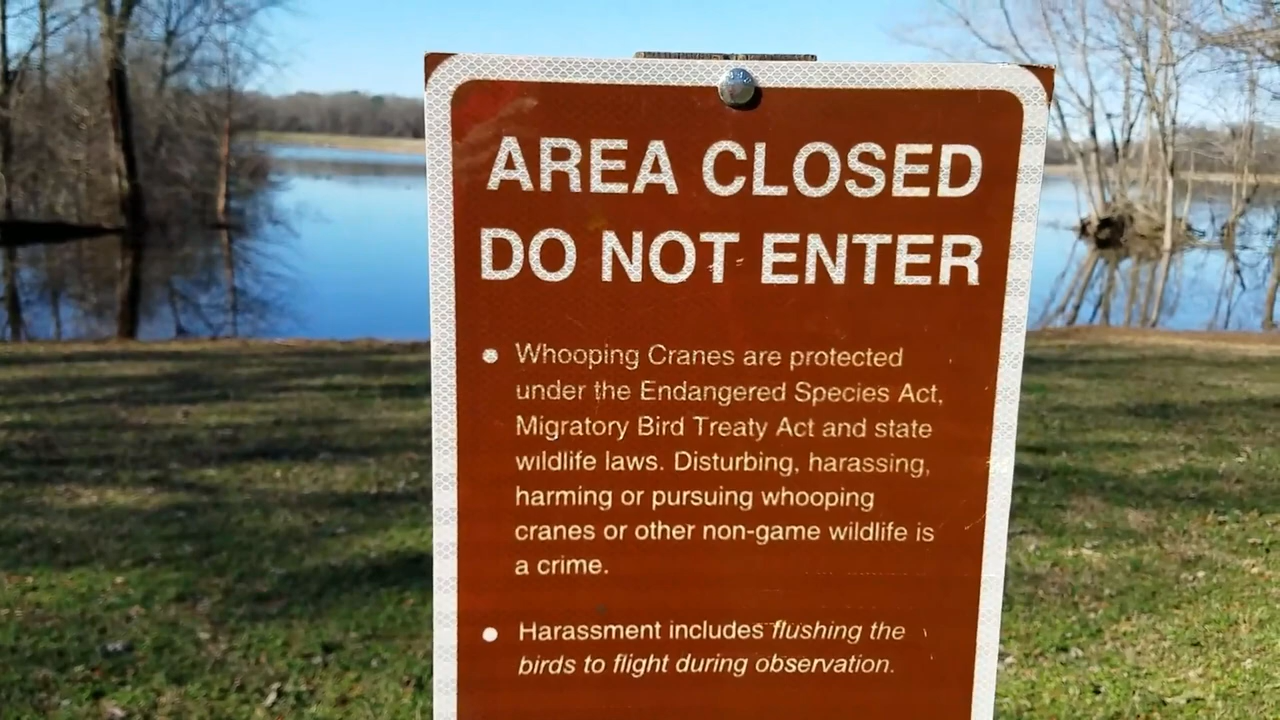 AREA CLOSED
DO NOT ENTER
• Whooping Cranes are protected
under the Endangered Species Act,
Migratory Bird Treaty Act and state
wildlife laws. Disturbing, harassing,
harming or pursuing whooping
cranes or other non-game wildlife is
a crime.
• Harassment includes flushing the
birds to flight during observation.